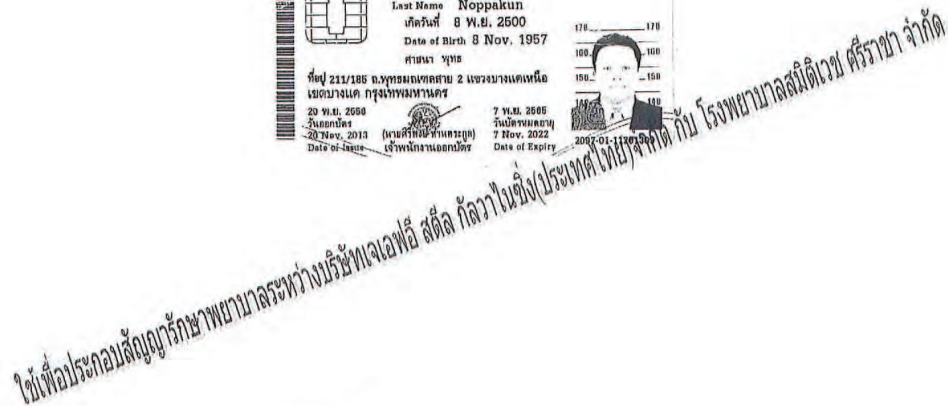 Last Name Noppakun
เกิดวันที่ 8 พ.ย. 2500
Date of Birth 8 Nov. 1957
ศาสนา พุทธ
ที่อยู่ 211/185 ถ.พุทธมณฑลสาย 2 แขวงบางแคเหนือ
เขตบางแค กรุงเทพมหานคร
20 พ.ย. 2556
วันออกบัตร
20 Nov. 2013
Date of Issue
เจ้าพนักงานออกบัตร
7 พ.ย. 2565
วันบัตรหมดอายุ
7 Nov. 2022
Date of Expiry
170 170
160 160
150 150
2097-01-11201309
ใช้เพื่อประกอบสัญญารักษาพยาบาลระหว่างบริษัทเจเอฟอี สตีล กัลวาไนซิ่ง(ประเทศไทย)จำกัด กับ โรงพยาบาลสมิติเวช ศรีราชา จำกัด